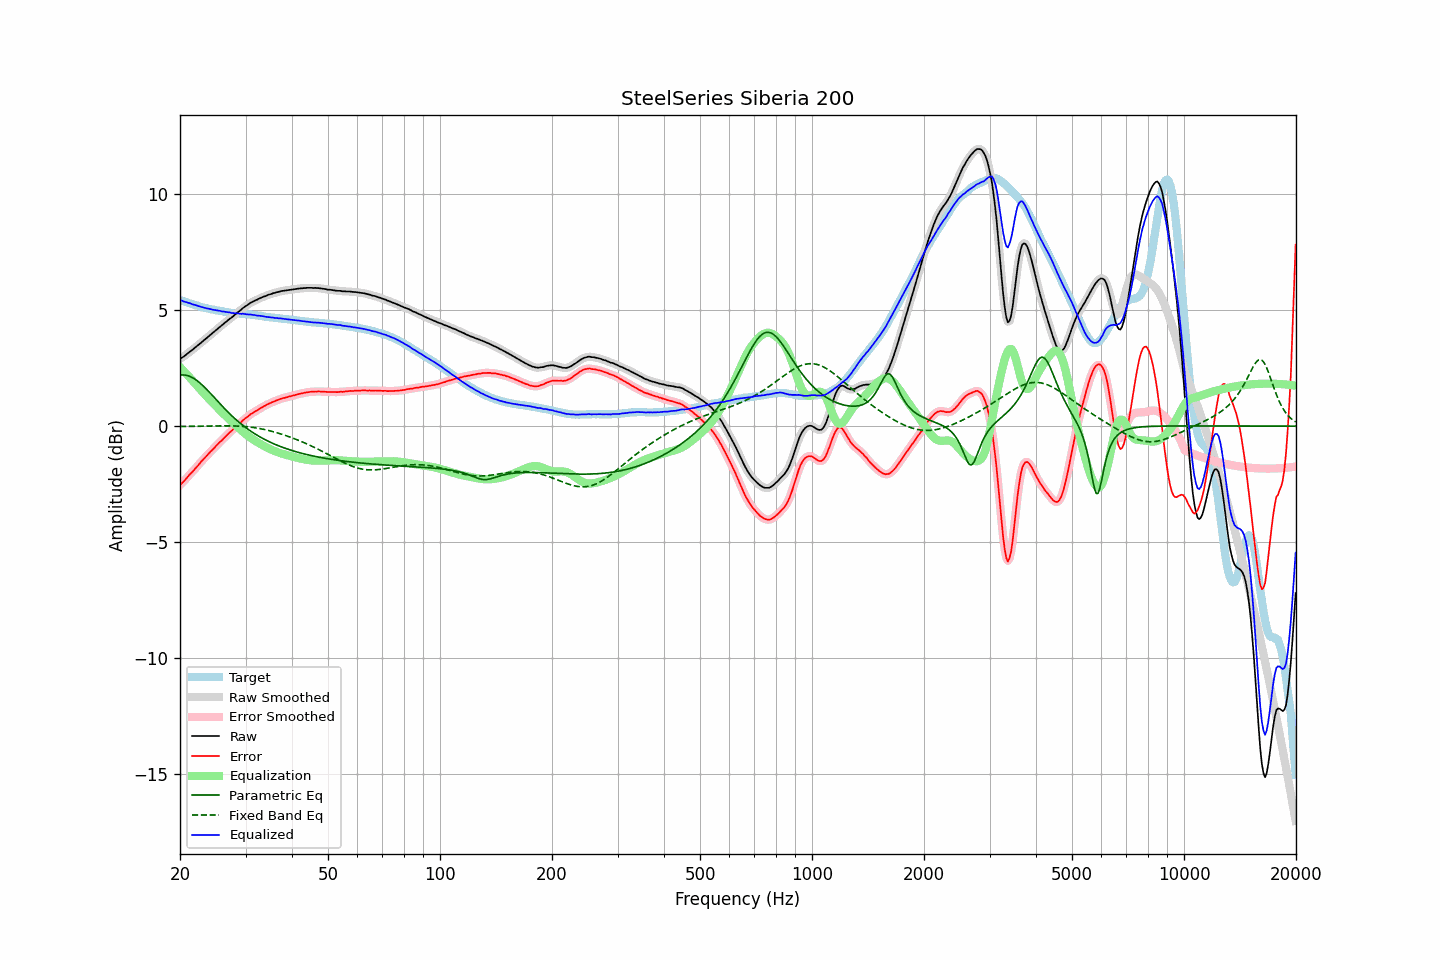 SteelSeries Siberia 200
Amplitude (dBr)
10
5
0
−5
−10
−15
Target
Raw Smoothed
Error Smoothed
Raw
Error
Equalization
Parametric Eq
Fixed Band Eq
Equalized
20 50 100 200 500 1000 2000 5000 10000 20000
Frequency (Hz)